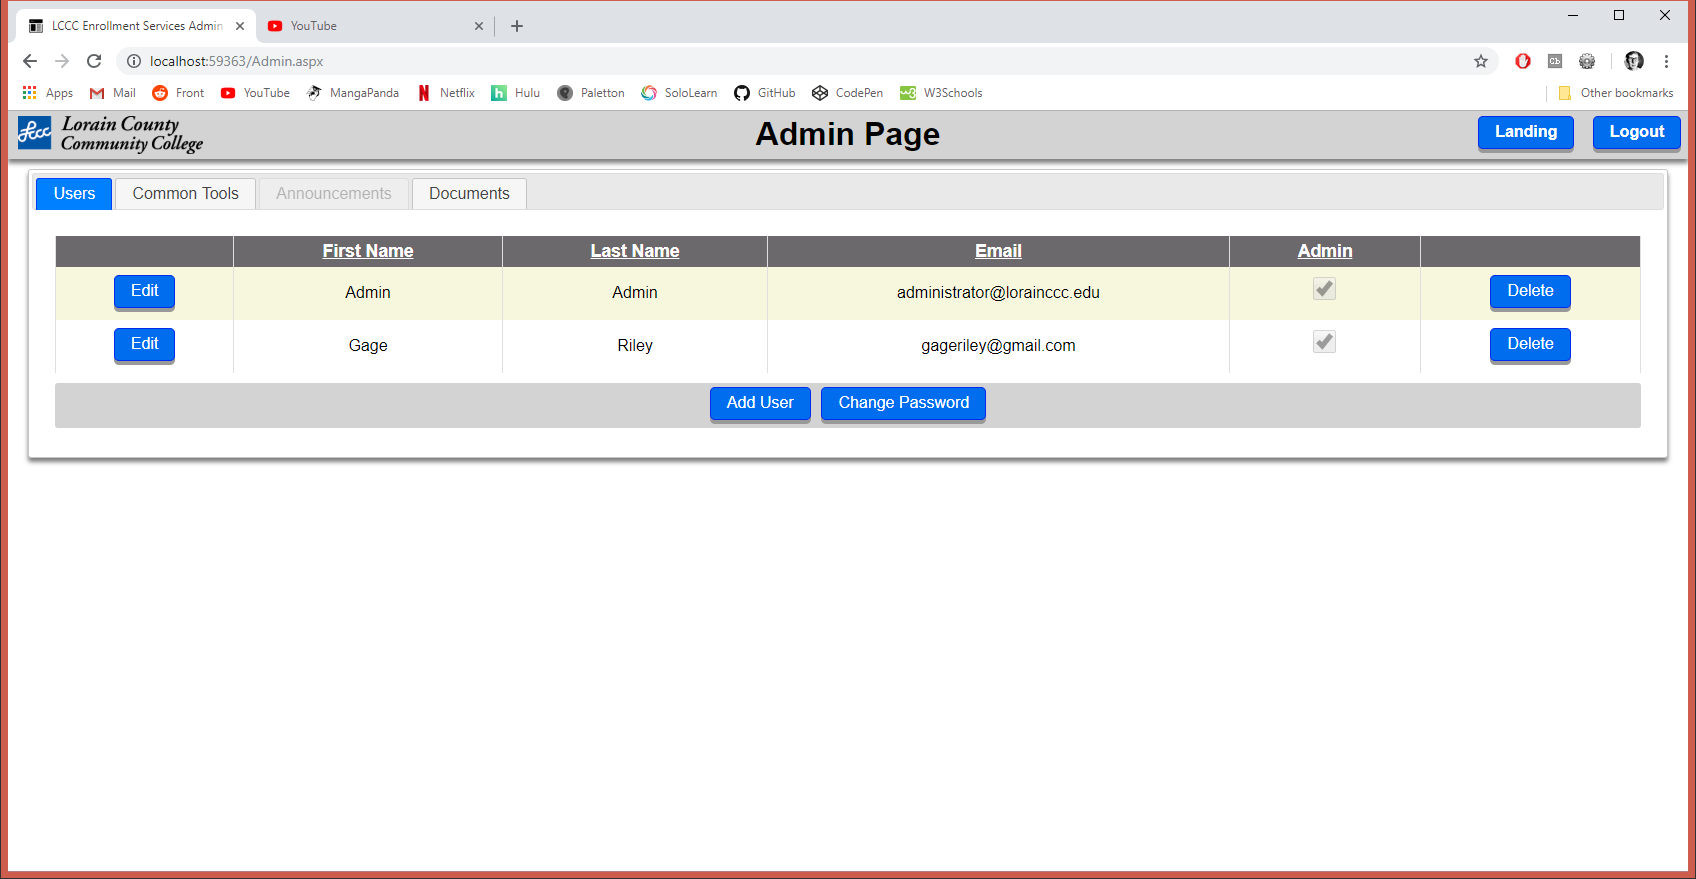 LCCC Enrollment Services Admin
YouTube
localhost:59363/Admin.aspx
Apps Mail Front YouTube MangaPanda Netflix Hulu Paletton SoloLearn GitHub CodePen W3Schools Other bookmarks
Lorain County
Community College
Admin Page
Landing Logout
Users Common Tools Announcements Documents
First Name Last Name Email Admin
Edit Admin Admin administrator@lorainccc.edu Delete
Edit Gage Riley gageriley@gmail.com Delete
Add User Change Password